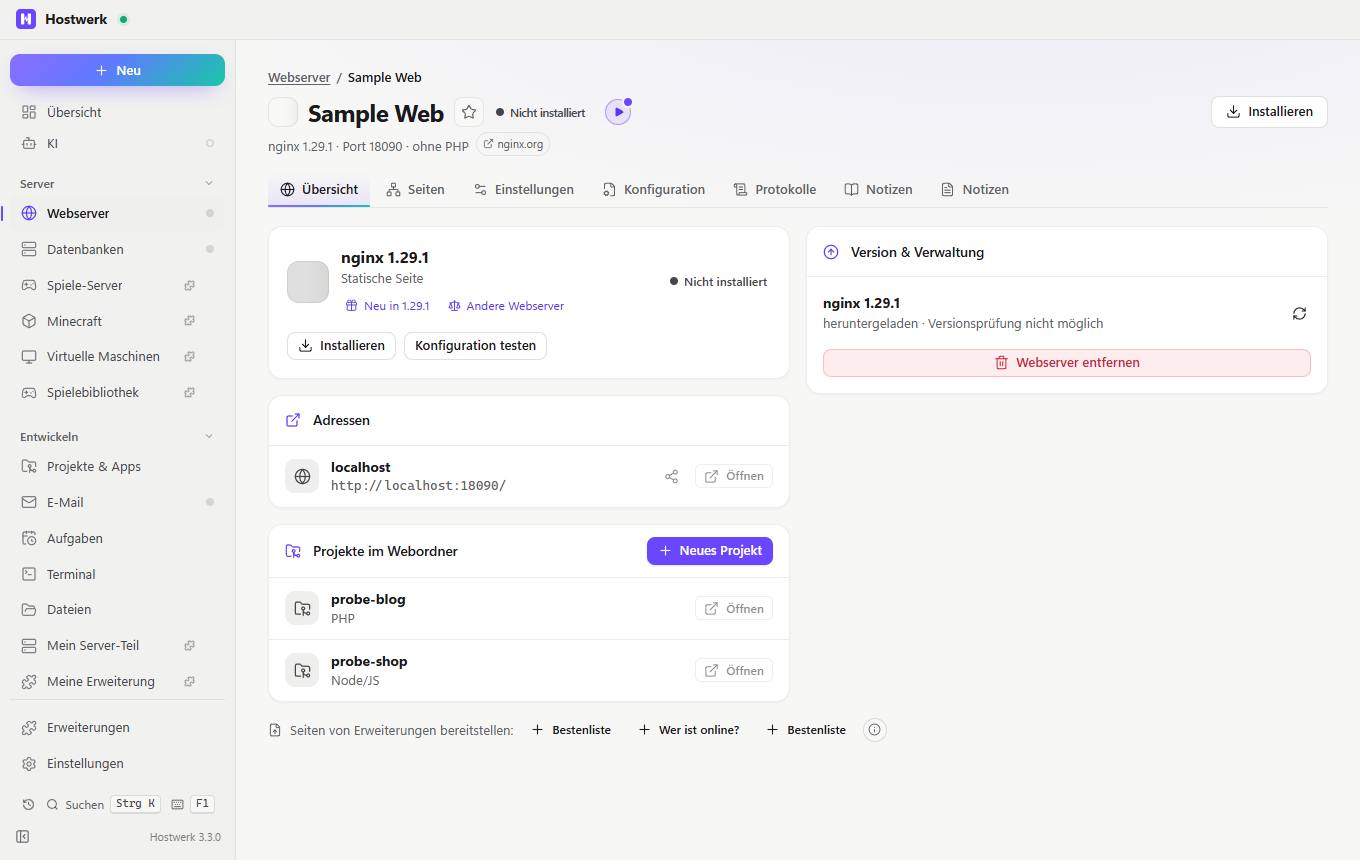 Hostwerk
Neu
Übersicht
KI
Server
Webserver
Datenbanken
Spiele-Server
Minecraft
Virtuelle Maschinen
Spielebibliothek
Entwickeln
Projekte & Apps
E-Mail
Aufgaben
Terminal
Dateien
Mein Server-Teil
Meine Erweiterung
Erweiterungen
Einstellungen
Suchen Strg K F1
Hostwerk 3.3.0
Webserver / Sample Web
Sample Web Nicht installiert
Installieren
nginx 1.29.1 · Port 18090 · ohne PHP nginx.org
Übersicht Seiten Einstellungen Konfiguration Protokolle Notizen Notizen
nginx 1.29.1
Statische Seite
Nicht installiert
Neu in 1.29.1 Andere Webserver
Installieren Konfiguration testen
Adressen
localhost
http://localhost:18090/
Öffnen
Projekte im Webordner Neues Projekt
probe-blog
PHP
Öffnen
probe-shop
Node/JS
Öffnen
Seiten von Erweiterungen bereitstellen: Bestenliste Wer ist online? Bestenliste
Version & Verwaltung
nginx 1.29.1
heruntergeladen · Versionsprüfung nicht möglich
Webserver entfernen